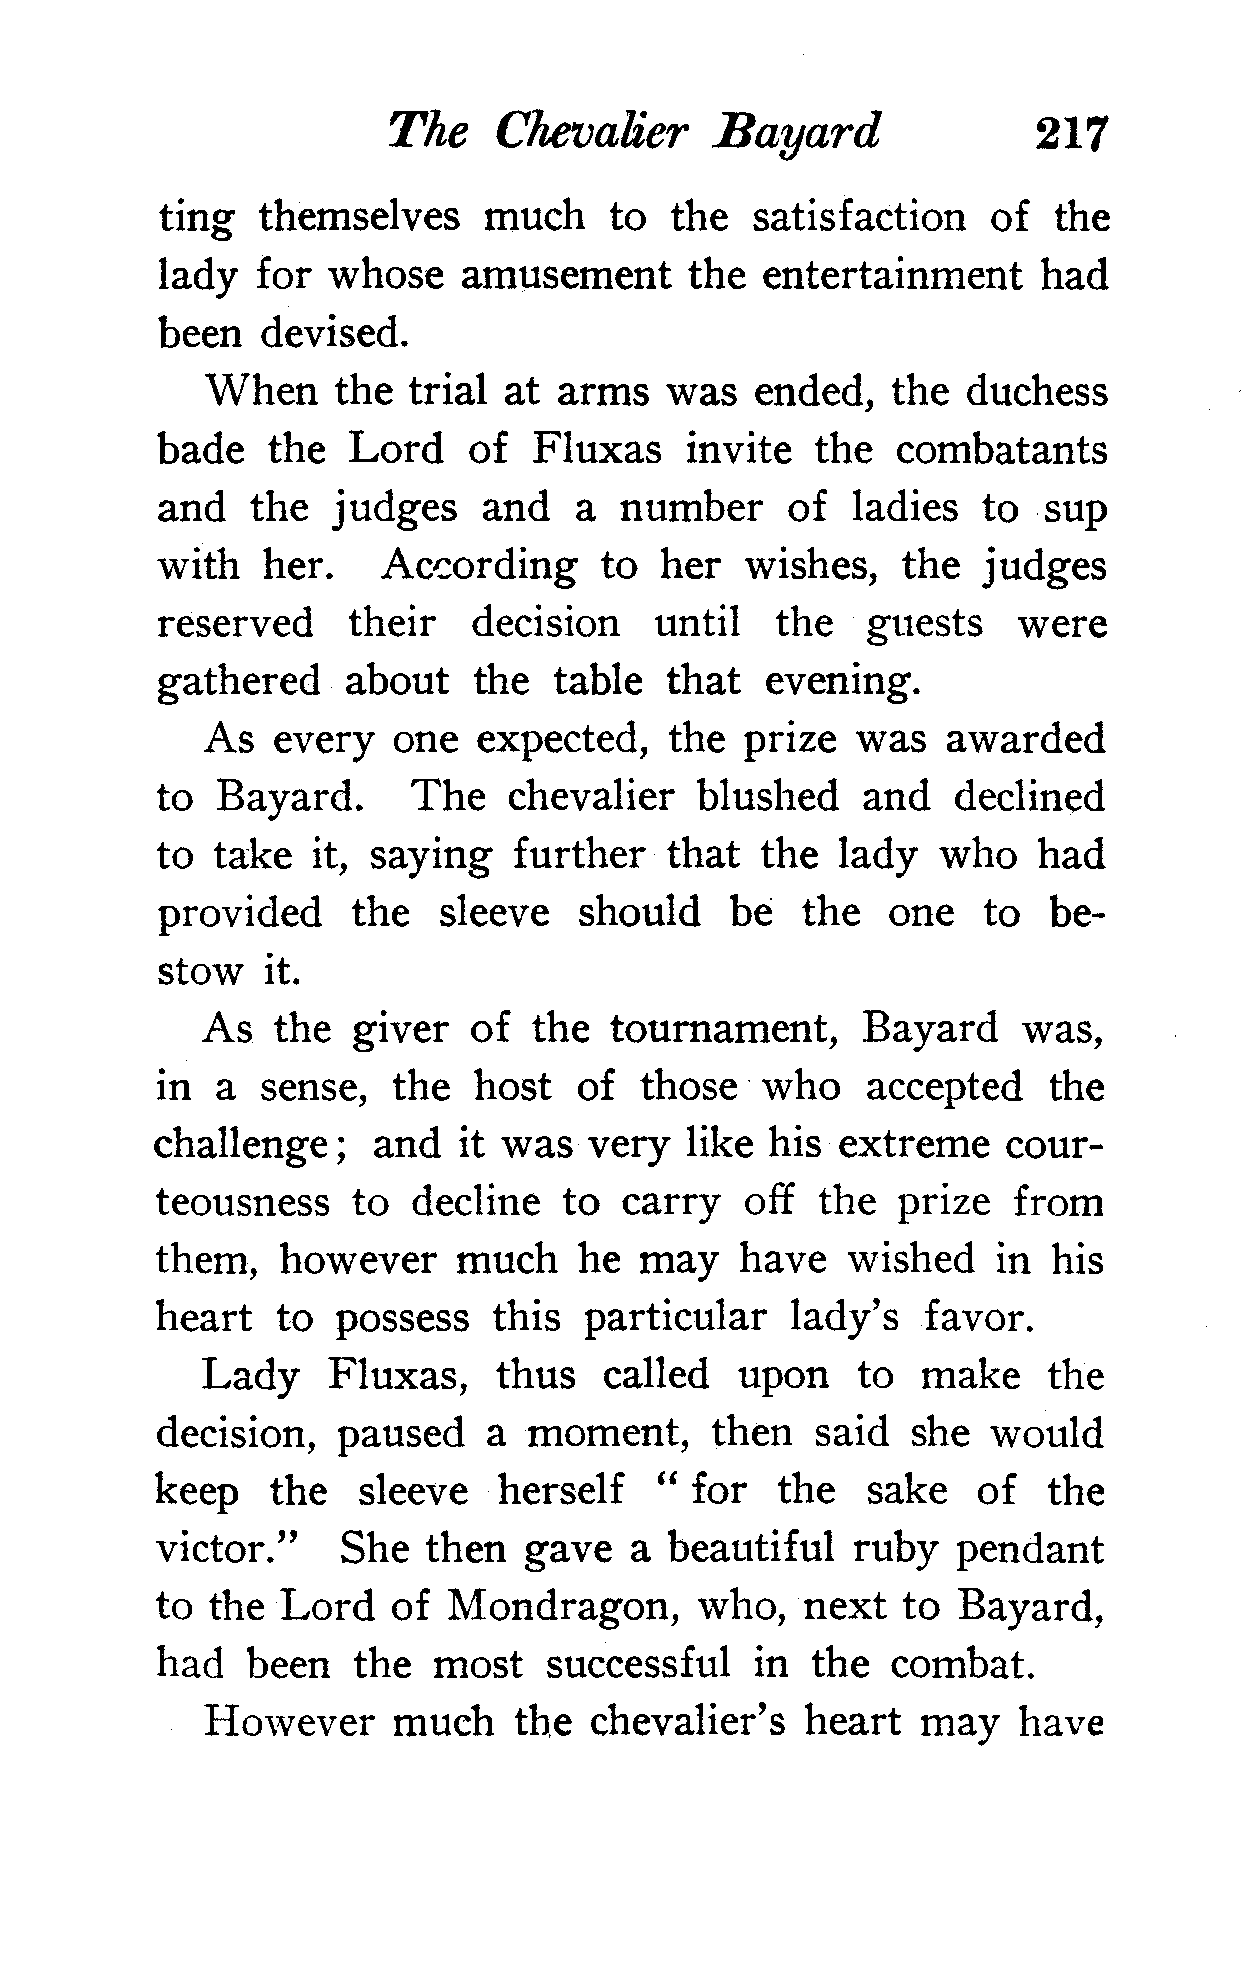 The Chevalier Bayard 217
ting themselves much to the satisfaction of the
lady for whose amusement the entertainment had
been devised.
When the trial at arms was ended, the duchess
bade the Lord of Fluxas invite the combatants
and the judges and a number of ladies to sup
with her. According to her wishes, the judges
reserved their decision until the guests were
gathered about the table that evening.
As every one expected, the prize was awarded
to Bayard. The chevalier blushed and declined
to take it, saying further that the lady who had
provided the sleeve should be the one to be-
stow it.
As the giver of the tournament, Bayard was,
in a sense, the host of those who accepted the
challenge; and it was very like his extreme cour-
teousness to decline to carry off the prize from
them, however much he may have wished in his
heart to possess this particular lady's favor.
Lady Fluxas, thus called upon to make the
decision, paused a moment, then said she would
keep the sleeve herself " for the sake of the
victor." She then gave a beautiful ruby pendant
to the Lord of Mondragon, who, next to Bayard,
had been the most successful in the combat.
However much the chevalier's heart may have